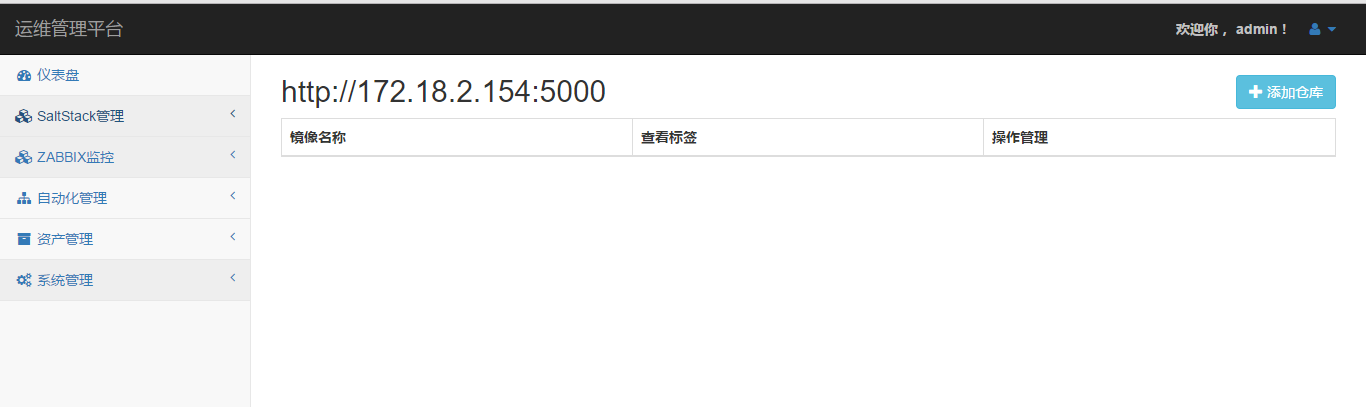 运维管理平台
欢迎你， admin！
仪表盘
SaltStack管理
ZABBIX监控
自动化管理
资产管理
系统管理
http://172.18.2.154:5000
添加仓库
镜像名称 查看标签 操作管理